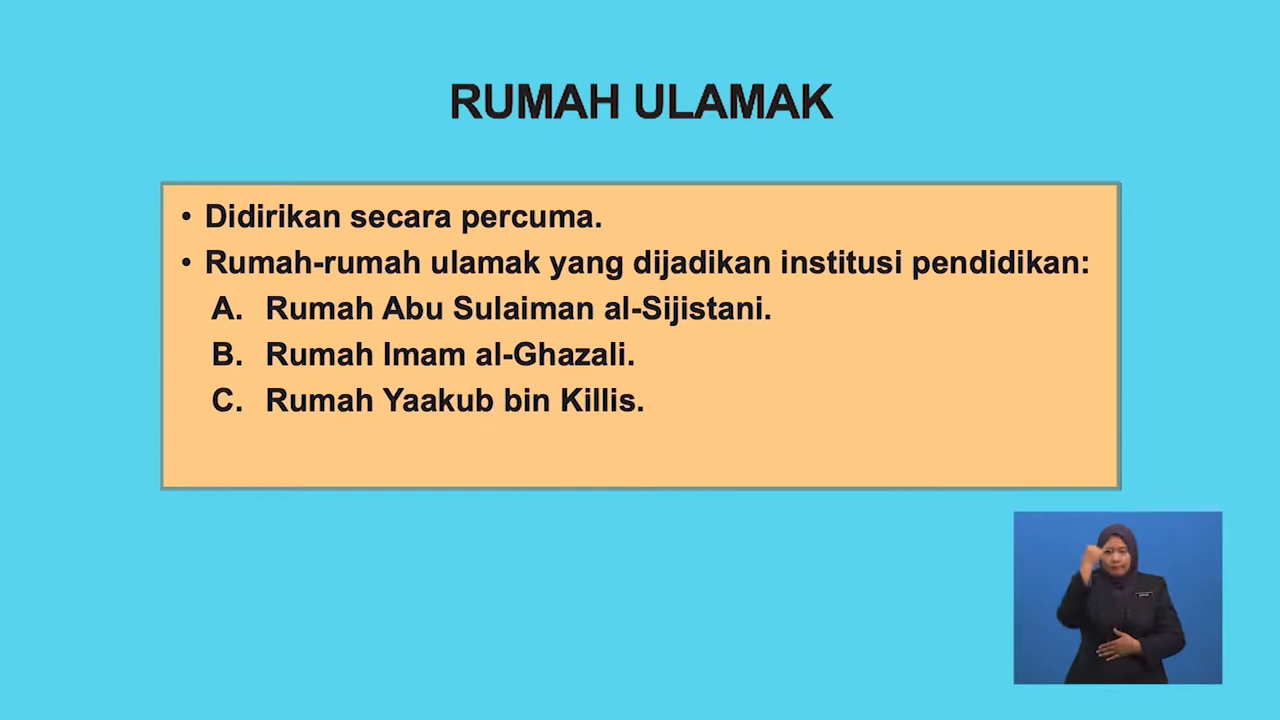 RUMAH ULAMAK
• Didirikan secara percuma.
• Rumah-rumah ulamak yang dijadikan institusi pendidikan:
A. Rumah Abu Sulaiman al-Sijistani.
B. Rumah Imam al-Ghazali.
C. Rumah Yaakub bin Killis.